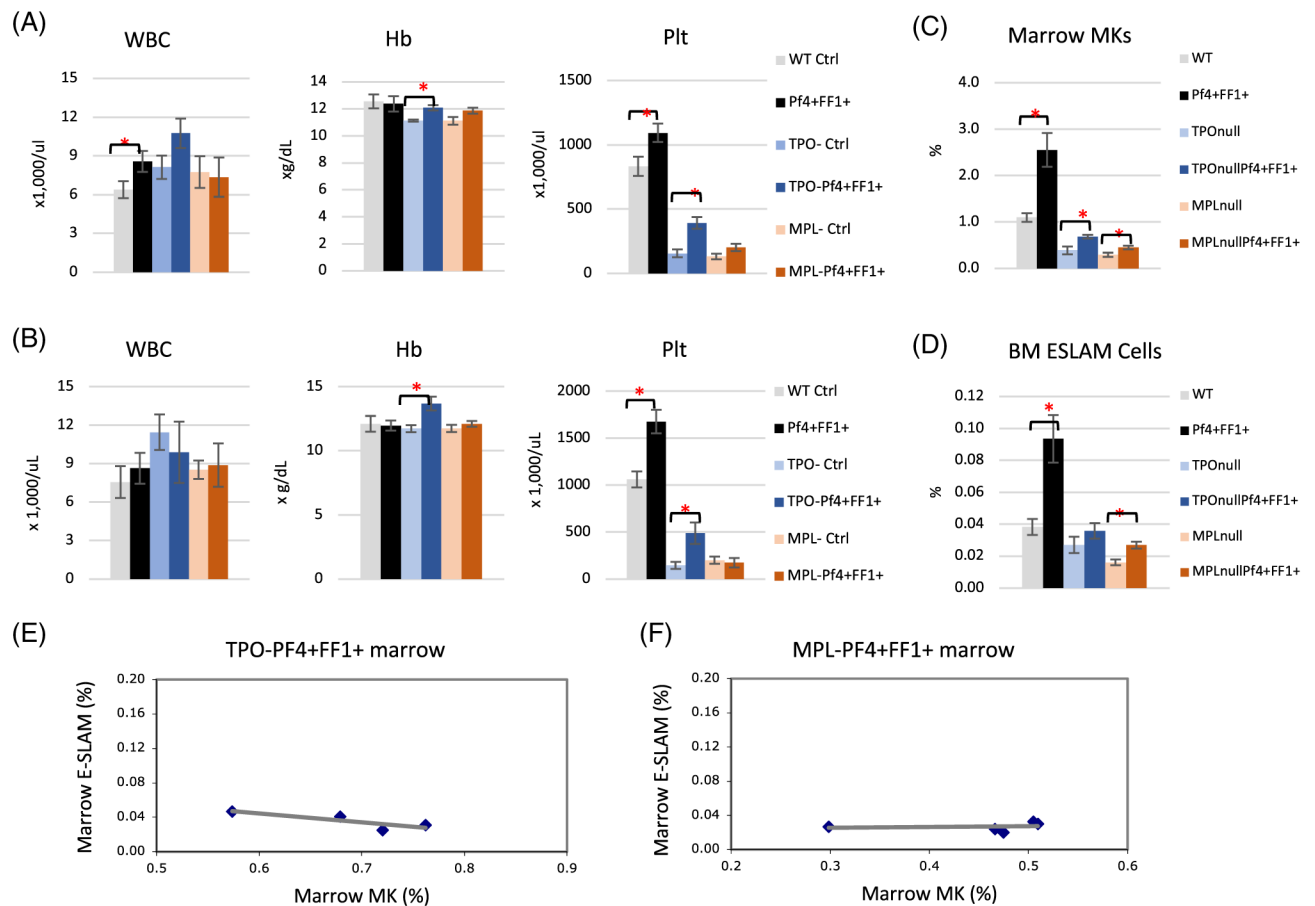 (A)
WBC
x1,000/ul
15
12
9
6
3
0
*
Hb
xg/dL
14
12
10
8
6
4
2
0
*
Plt
x1,000/ul
1500
1000
500
0
*
*
WT Ctrl
Pf4+FF1+
TPO- Ctrl
TPO-Pf4+FF1+
MPL- Ctrl
MPL-Pf4+FF1+
(C)
Marrow MKs
%
4.0
3.0
2.0
1.0
0.0
*
*
*
WT
Pf4+FF1+
TPOnull
TPOnullPf4+FF1+
MPLnull
MPLnullPf4+FF1+
(B)
WBC
x 1,000/uL
15
12
9
6
3
0
Hb
x g/dL
15
10
5
0
*
Plt
x 1,000/uL
2000
1500
1000
500
0
*
*
WT Ctrl
Pf4+FF1+
TPO- Ctrl
TPO-Pf4+FF1+
MPL- Ctrl
MPL-Pf4+FF1+
(D)
BM ESLAM Cells
%
0.12
0.10
0.08
0.06
0.04
0.02
0.00
*
*
WT
Pf4+FF1+
TPOnull
TPOnullPf4+FF1+
MPLnull
MPLnullPf4+FF1+
(E)
TPO-PF4+FF1+ marrow
Marrow E-SLAM (%)
0.20
0.16
0.12
0.08
0.04
0.00
0.5 0.6 0.7 0.8 0.9
Marrow MK (%)
(F)
MPL-PF4+FF1+ marrow
Marrow E-SLAM (%)
0.20
0.16
0.12
0.08
0.04
0.00
0.2 0.3 0.4 0.5 0.6
Marrow MK (%)